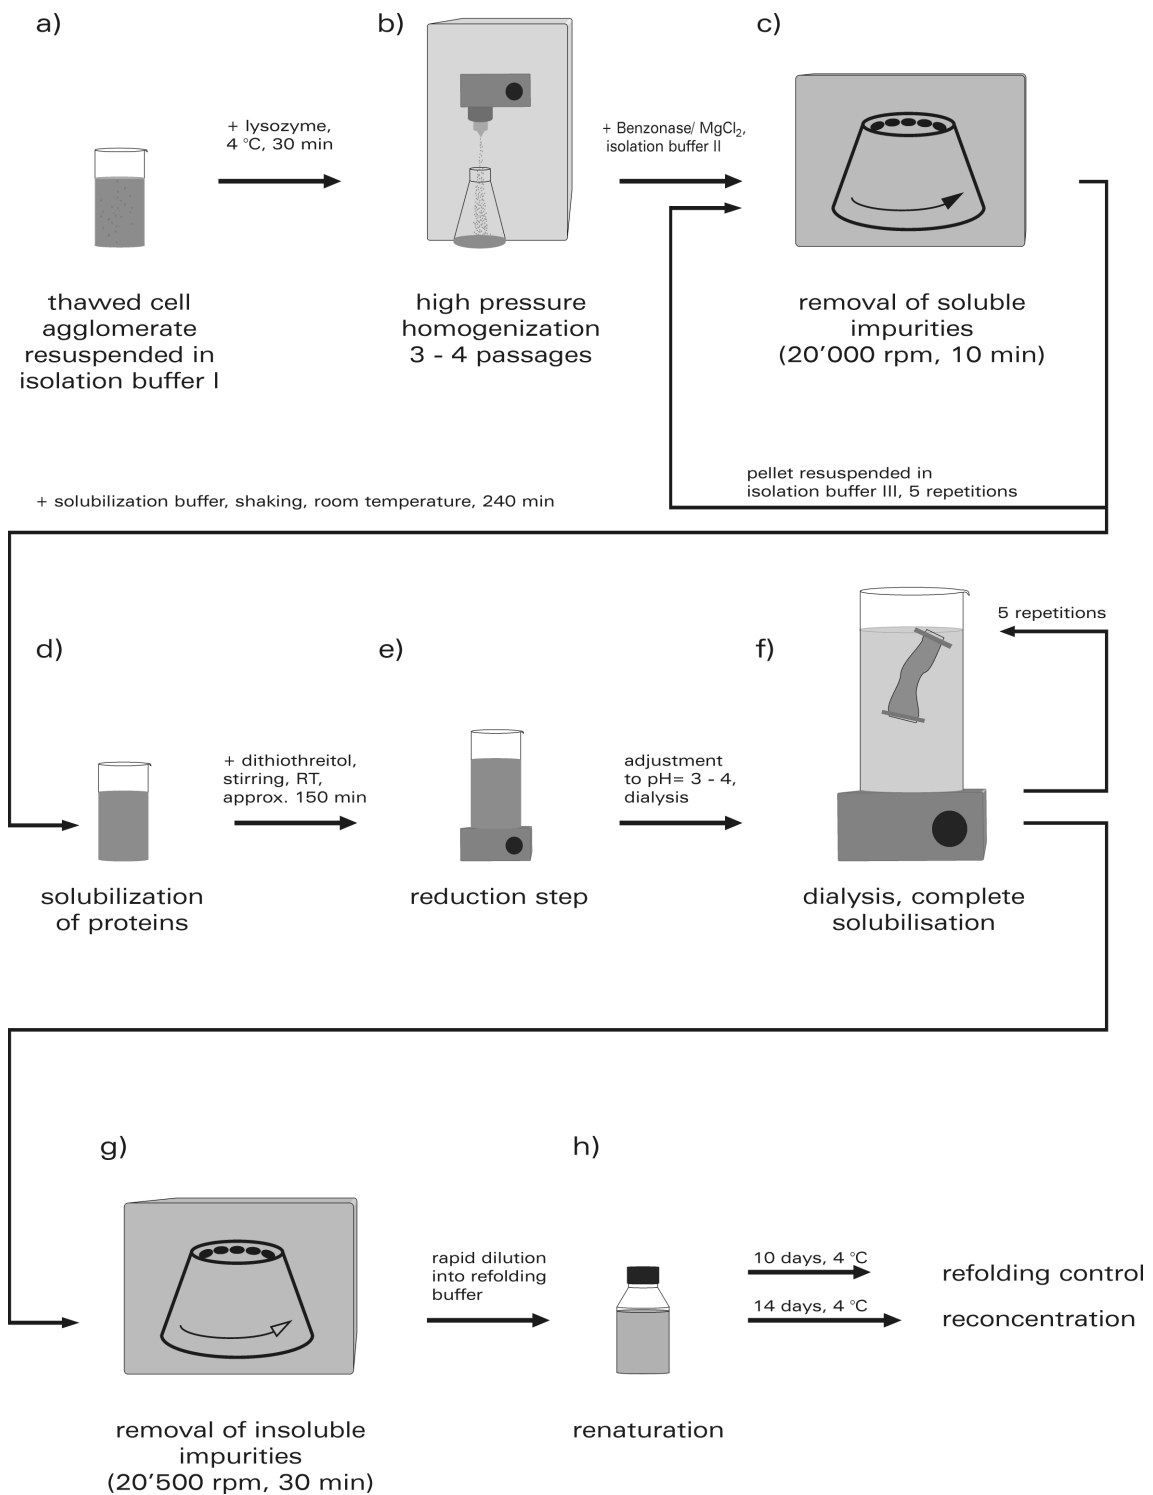 a)
b)
c)
+ lysozyme,
4 °C, 30 min
+ Benzonase/ MgCl₂,
isolation buffer II
thawed cell
agglomerate
resuspended in
isolation buffer I
high pressure
homogenization
3 - 4 passages
removal of soluble
impurities
(20’000 rpm, 10 min)
pellet resuspended in
isolation buffer III, 5 repetitions
+ solubilization buffer, shaking, room temperature, 240 min
d)
e)
f)
5 repetitions
+ dithiothreitol,
stirring, RT,
approx. 150 min
adjustment
to pH= 3 - 4,
dialysis
solubilization
of proteins
reduction step
dialysis, complete
solubilisation
g)
h)
rapid dilution
into refolding
buffer
10 days, 4 °C
refolding control
14 days, 4 °C
reconcentration
removal of insoluble
impurities
(20’500 rpm, 30 min)
renaturation